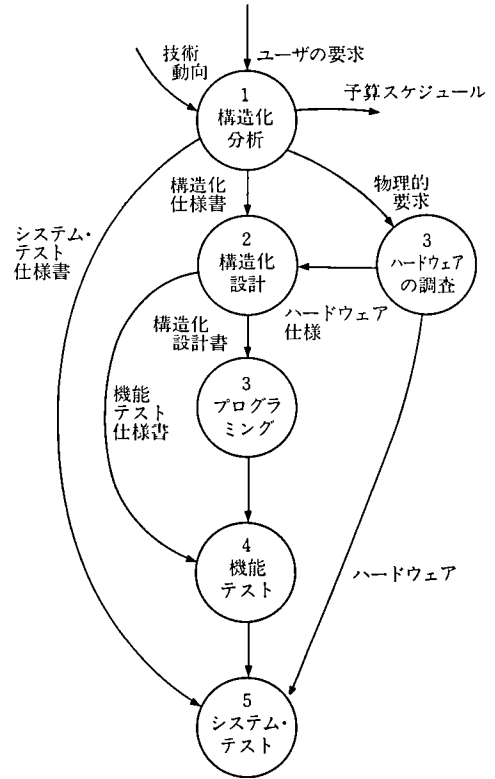 技術
動向
ユーザの要求
予算スケジュール
1
構造化
分析
構造化
仕様書
物理的
要求
システム・
テスト
仕様書
2
構造化
設計
3
ハードウェア
の調査
ハードウェア
仕様
構造化
設計書
機能
テスト
仕様書
3
プログラ
ミング
4
機能
テスト
ハードウェア
5
システム・
テスト